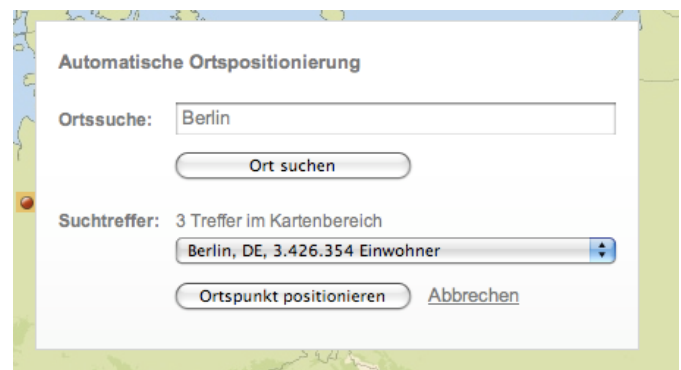 Automatische Ortspositionierung
Ortssuche: Berlin
Ort suchen
Suchtreffer: 3 Treffer im Kartenbereich
Berlin, DE, 3.426.354 Einwohner
Ortspunkt positionieren Abbrechen